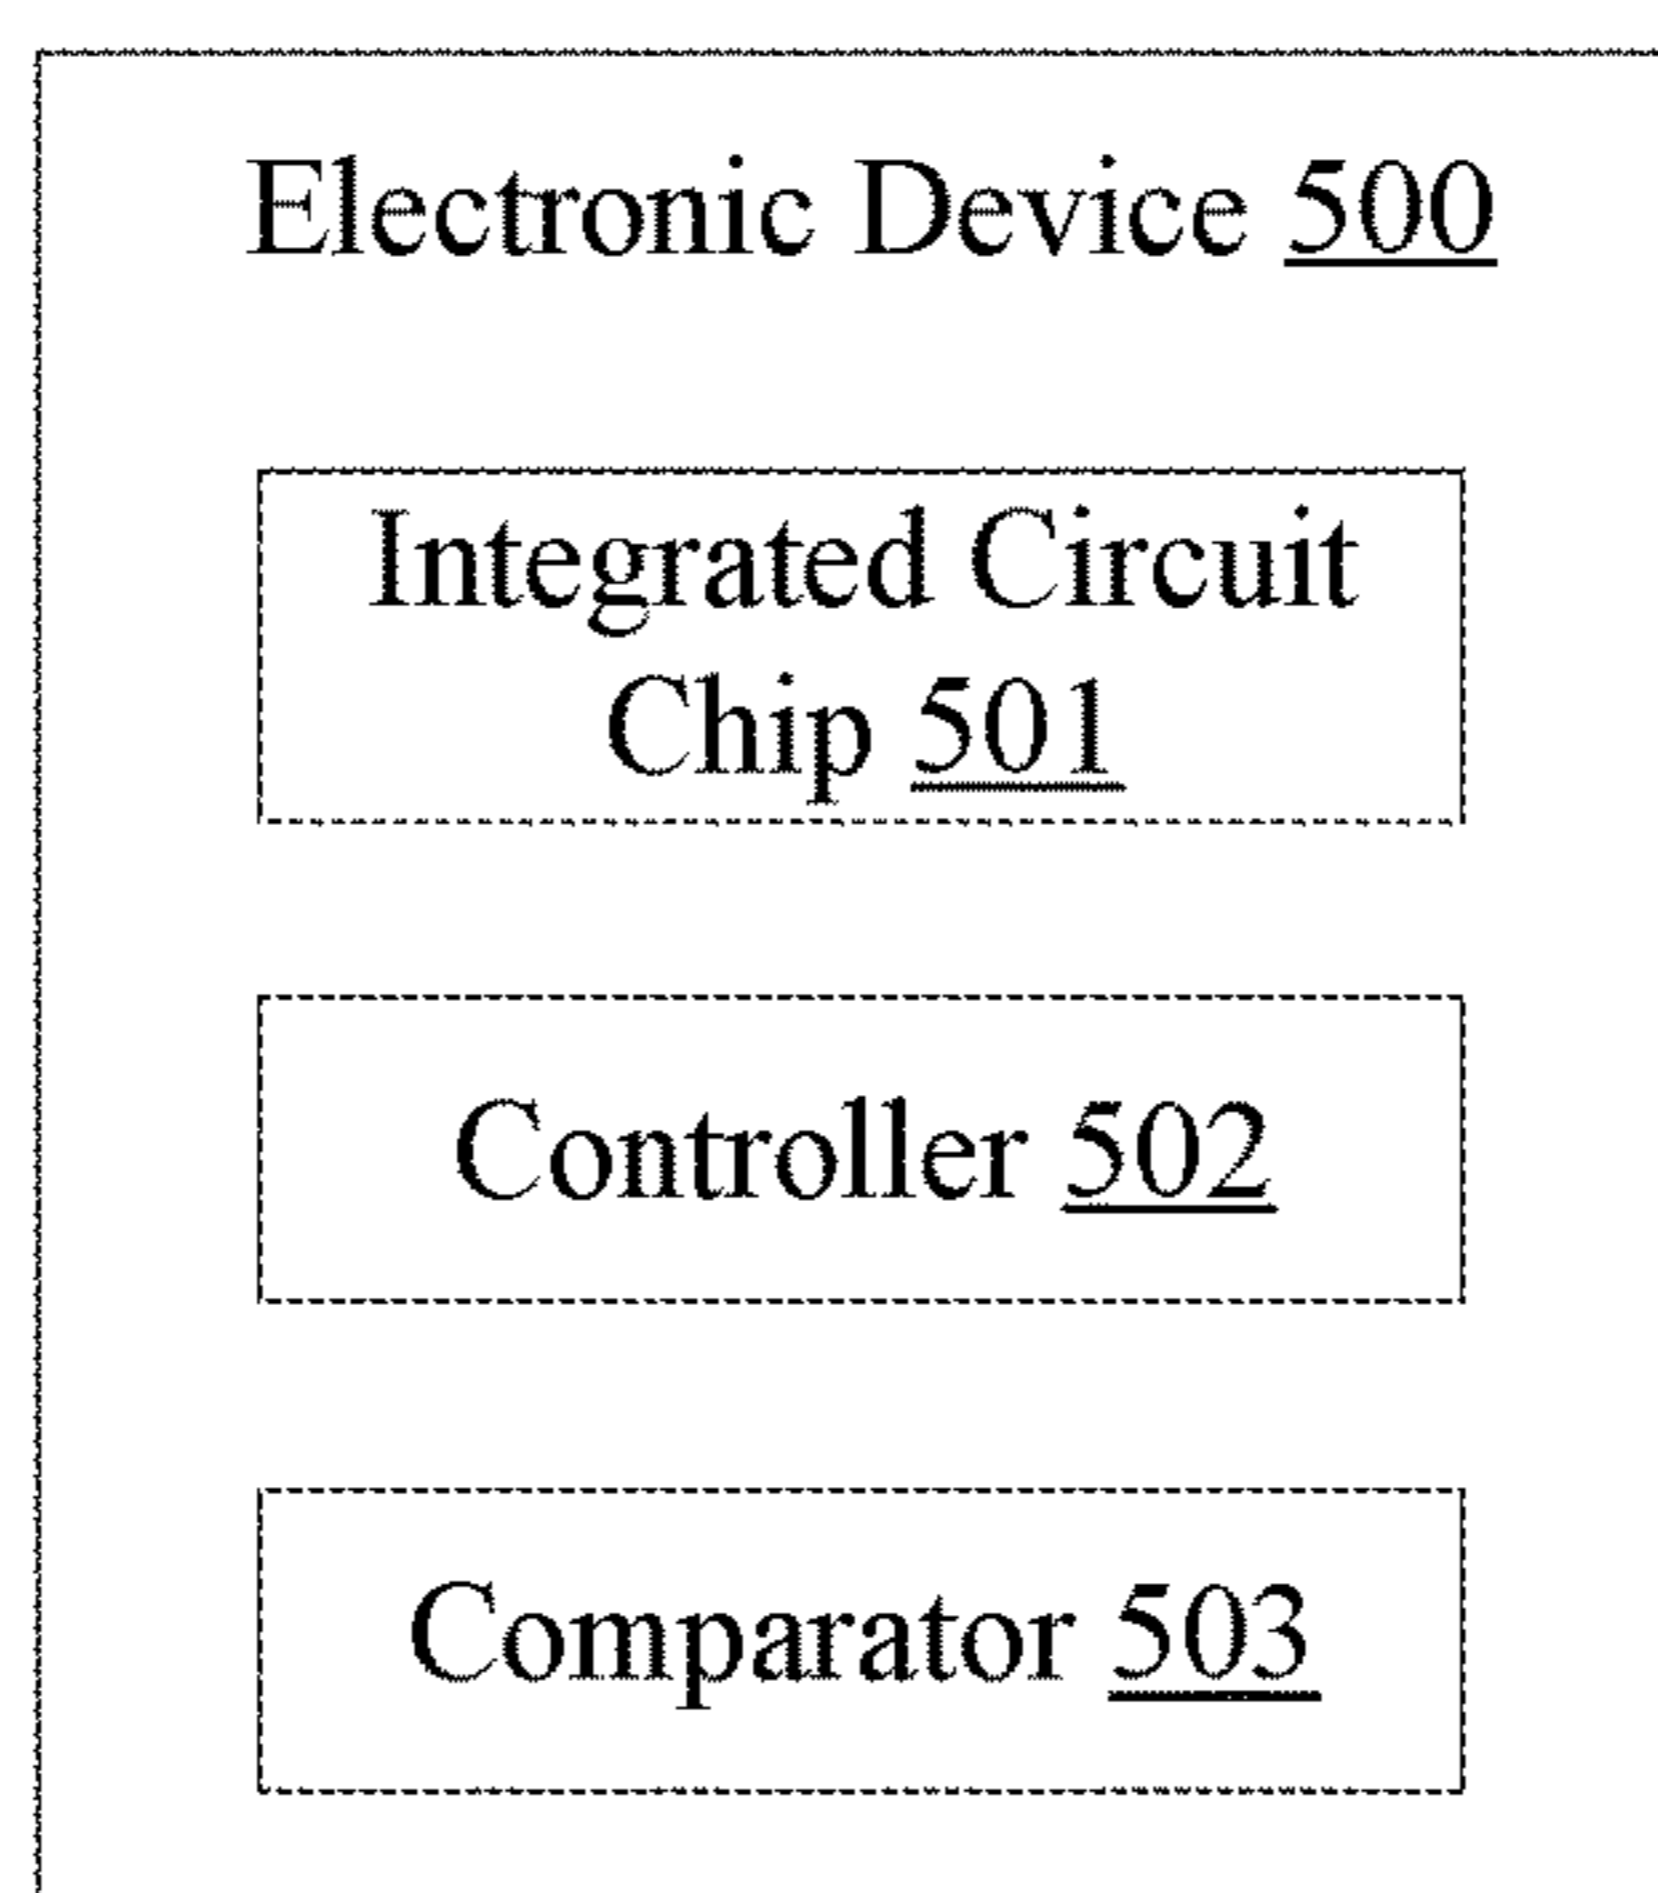 Electronic Device 500
Integrated Circuit
Chip 501
Controller 502
Comparator 503